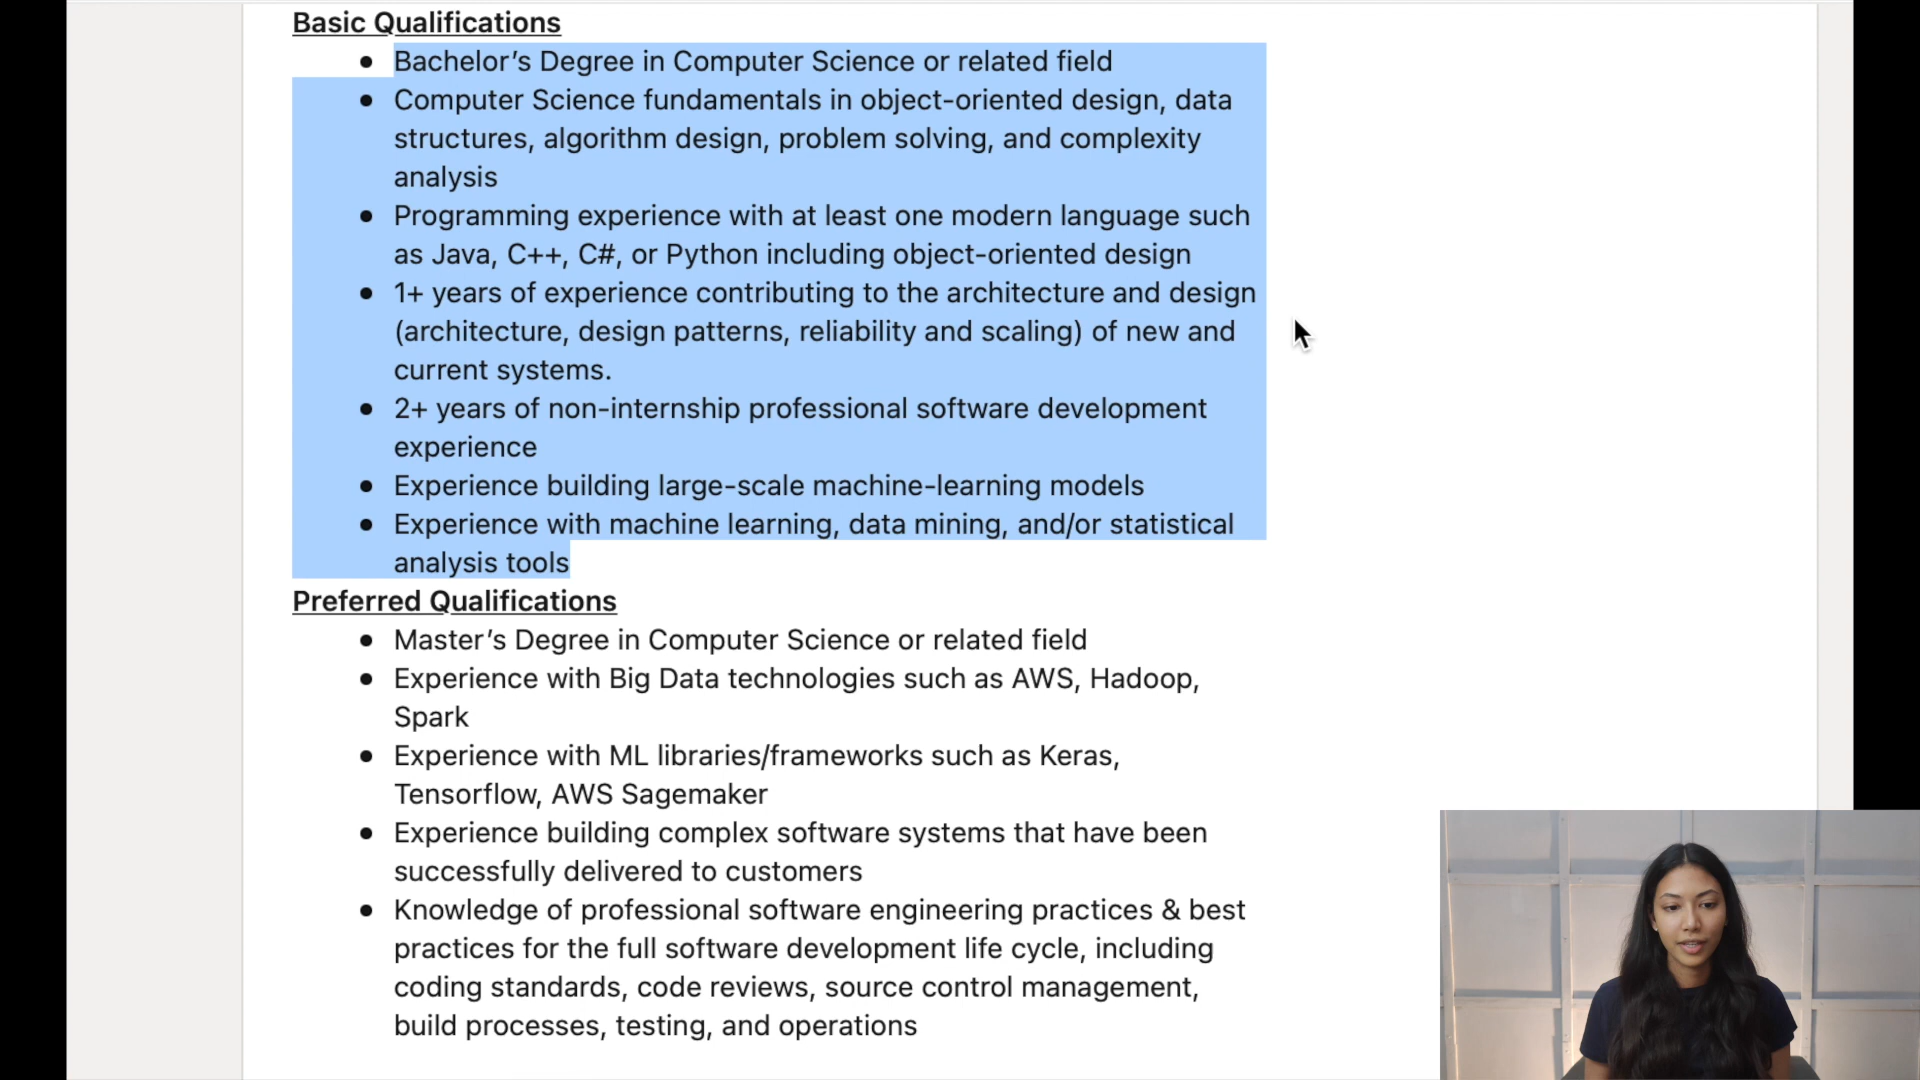 Basic Qualifications
● Bachelor’s Degree in Computer Science or related field
● Computer Science fundamentals in object-oriented design, data
structures, algorithm design, problem solving, and complexity
analysis
● Programming experience with at least one modern language such
as Java, C++, C#, or Python including object-oriented design
● 1+ years of experience contributing to the architecture and design
(architecture, design patterns, reliability and scaling) of new and
current systems.
● 2+ years of non-internship professional software development
experience
● Experience building large-scale machine-learning models
● Experience with machine learning, data mining, and/or statistical
analysis tools
Preferred Qualifications
● Master’s Degree in Computer Science or related field
● Experience with Big Data technologies such as AWS, Hadoop,
Spark
● Experience with ML libraries/frameworks such as Keras,
Tensorflow, AWS Sagemaker
● Experience building complex software systems that have been
successfully delivered to customers
● Knowledge of professional software engineering practices & best
practices for the full software development life cycle, including
coding standards, code reviews, source control management,
build processes, testing, and operations